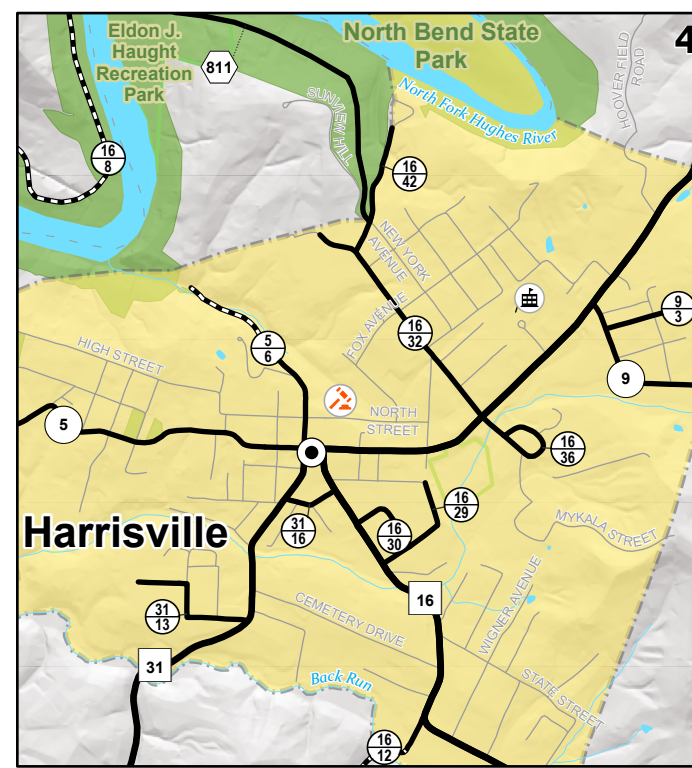 Eldon J.
Haught
Recreation
Park
North Bend State
Park
4
811
SUNVIEW HILL
North Fork Hughes River
HOOVER FIELD
ROAD
16
8
16
42
NEW YORK
AVENUE
FOX AVENUE
16
32
9
3
9
5
6
HIGH STREET
NORTH
STREET
5
16
36
16
29
Harrisville
31
16
16
30
MYKALA STREET
WIGNER AVENUE
16
31
13
CEMETERY DRIVE
31
Back Run
STATE STREET
16
12